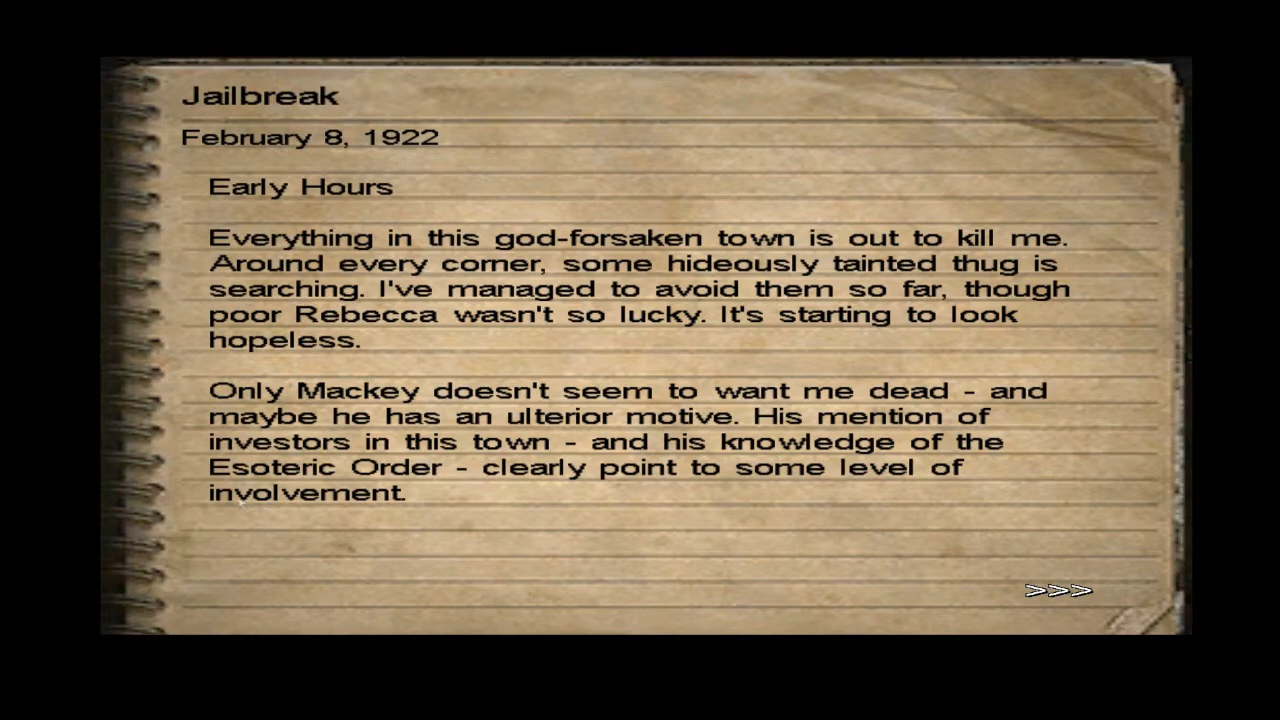 Jailbreak
February 8, 1922
Early Hours
Everything in this god-forsaken town is out to kill me.
Around every corner, some hideously tainted thug is
searching. I've managed to avoid them so far, though
poor Rebecca wasn't so lucky. It's starting to look
hopeless.
Only Mackey doesn't seem to want me dead - and
maybe he has an ulterior motive. His mention of
investors in this town - and his knowledge of the
Esoteric Order - clearly point to some level of
involvement.
>>>